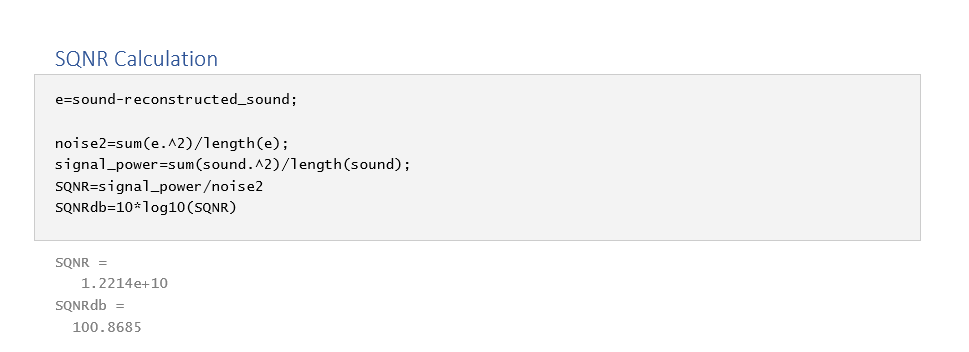 SQNR Calculation
e=sound-reconstructed_sound;
noise2=sum(e.^2)/length(e);
signal_power=sum(sound.^2)/length(sound);
SQNR=signal_power/noise2
SQNRdb=10*log10(SQNR)
SQNR =
1.2214e+10
SQNRdb =
100.8685